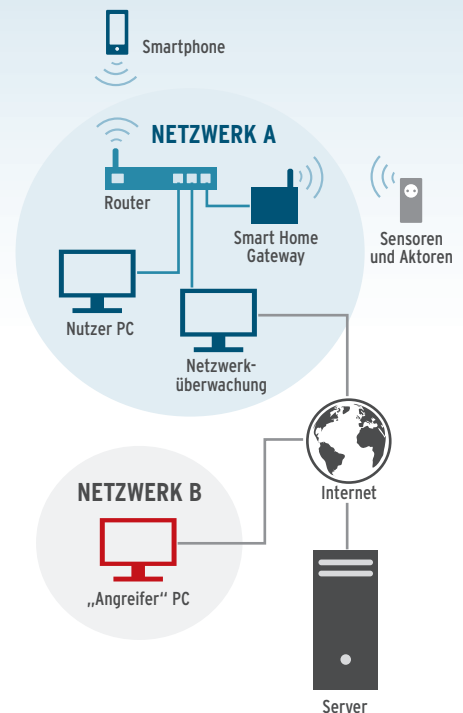 Smartphone
NETZWERK A
Router
Smart Home
Gateway
Sensoren
und Aktoren
Nutzer PC
Netzwerk-
überwachung
Internet
NETZWERK B
„Angreifer“ PC
Server